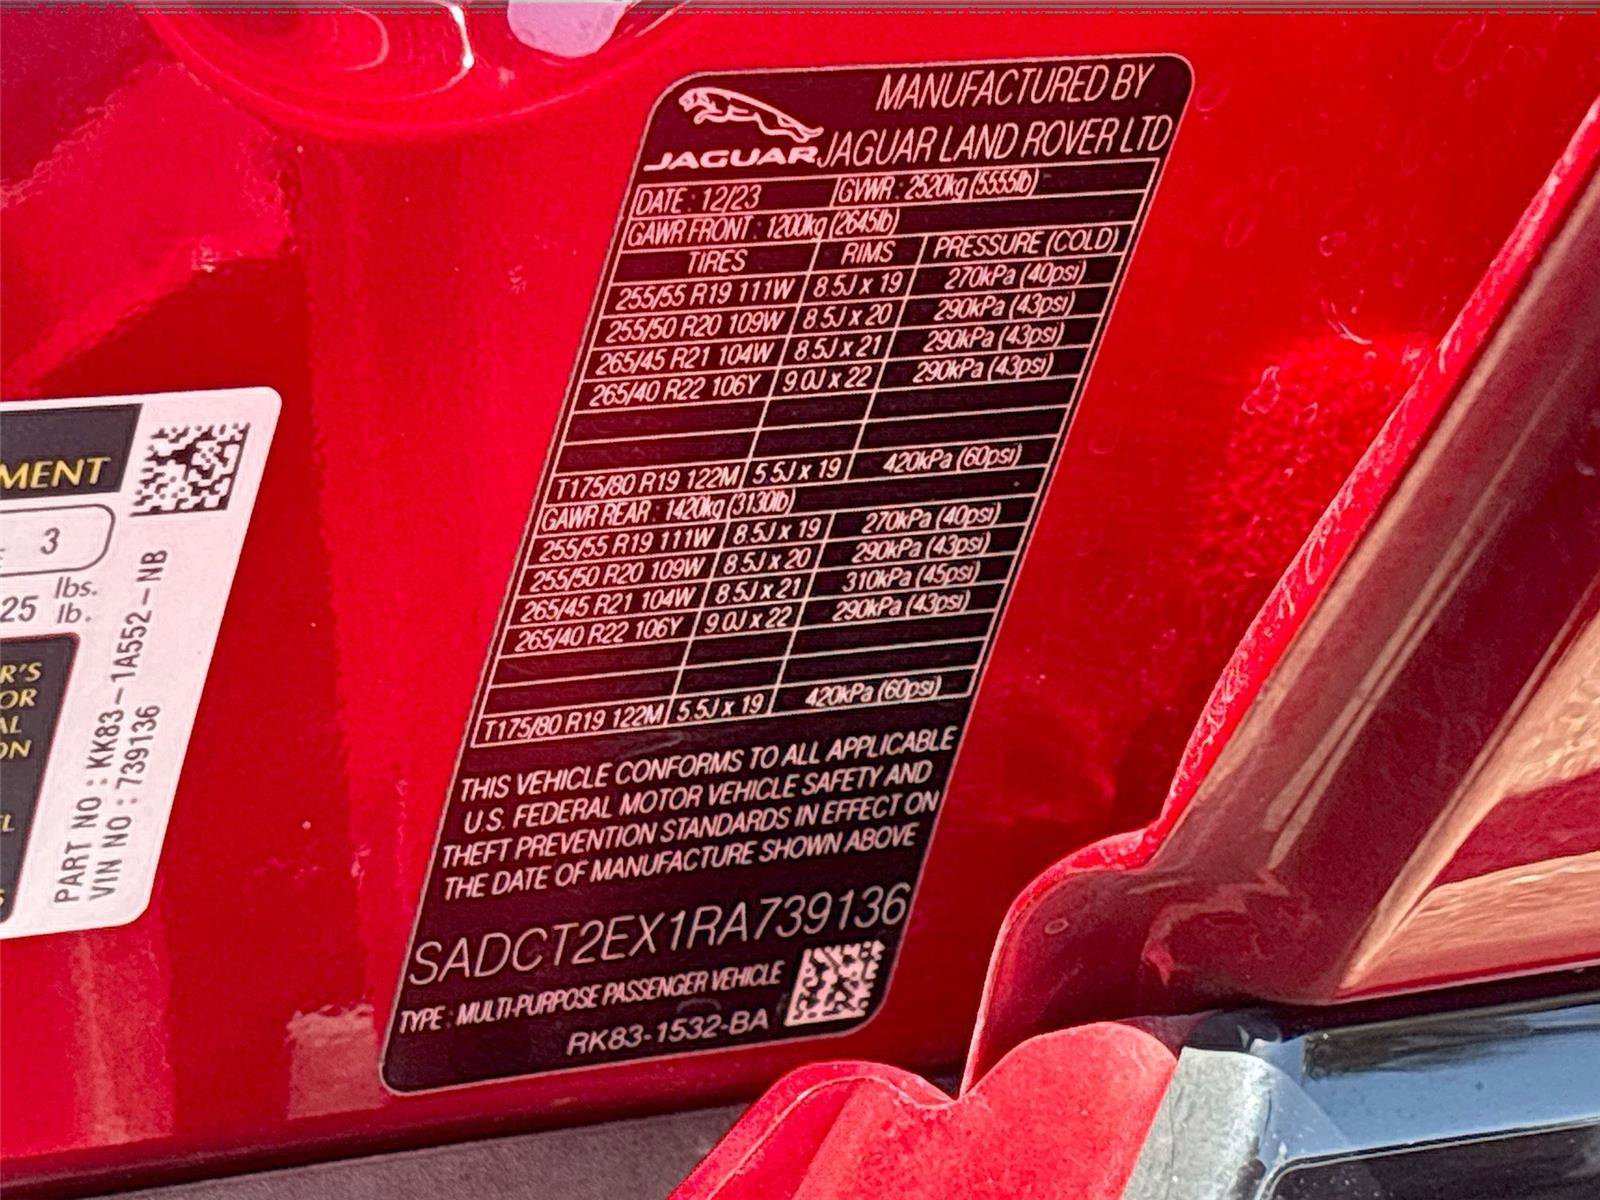 MANUFACTURED BY
JAGUAR JAGUAR LAND ROVER LTD
DATE : 12/23 GVWR : 2520kg (5555lb)
GAWR FRONT : 1200kg (2645lb)
TIRES RIMS PRESSURE (COLD)
255/55 R19 111W 8.5J x 19 270kPa (40psi)
255/50 R20 109W 8.5J x 20 290kPa (43psi)
265/45 R21 104W 8.5J x 21 290kPa (43psi)
265/40 R22 106Y 9.0J x 22 290kPa (43psi)
T175/80 R19 122M 5.5J x 19 420kPa (60psi)
GAWR REAR : 1420kg (3130lb)
255/55 R19 111W 8.5J x 19 270kPa (40psi)
255/50 R20 109W 8.5J x 20 290kPa (43psi)
265/45 R21 104W 8.5J x 21 310kPa (45psi)
265/40 R22 106Y 9.0J x 22 290kPa (43psi)
T175/80 R19 122M 5.5J x 19 420kPa (60psi)
THIS VEHICLE CONFORMS TO ALL APPLICABLE
U.S. FEDERAL MOTOR VEHICLE SAFETY AND
THEFT PREVENTION STANDARDS IN EFFECT ON
THE DATE OF MANUFACTURE SHOWN ABOVE
SADCT2EX1RA739136
TYPE : MULTI-PURPOSE PASSENGER VEHICLE
RK83-1532-BA
MENT
3
lbs.
25 lb.
R'S
OR
AL
ON
EL
S
PART NO : KK83-1A552-NB
VIN NO : 739136